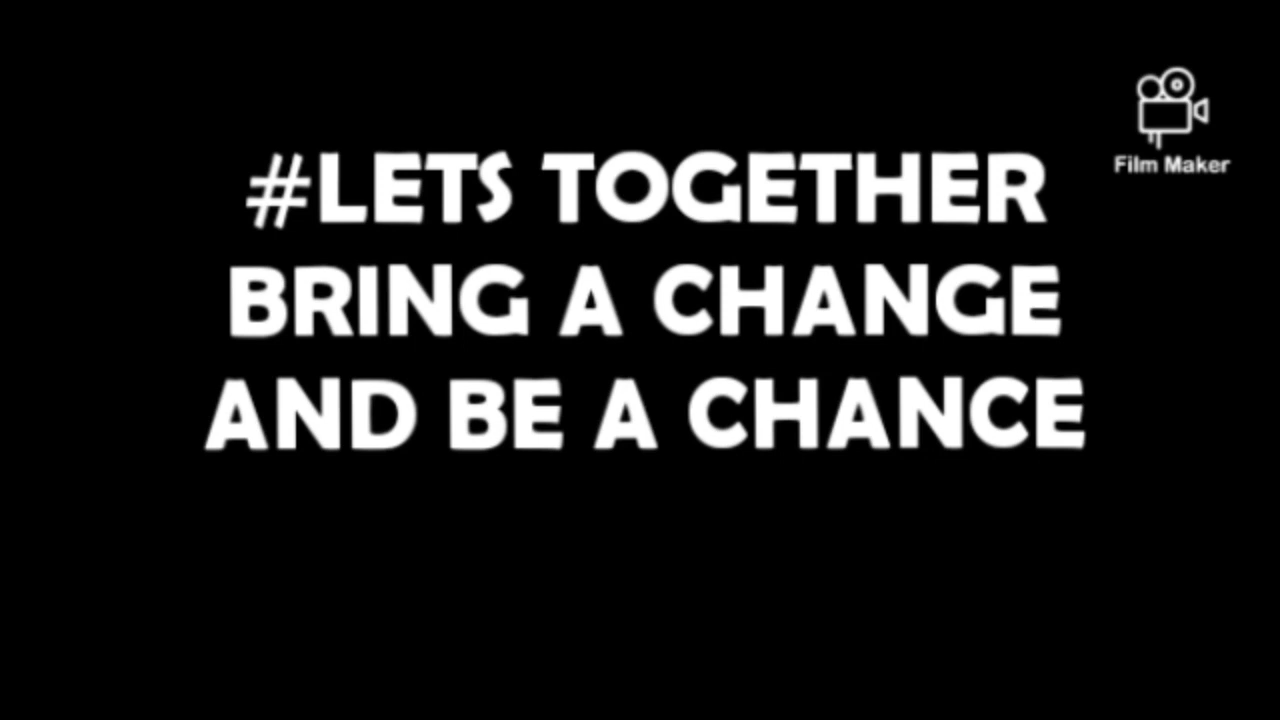 Film Maker
#LETS TOGETHER
BRING A CHANGE
AND BE A CHANCE